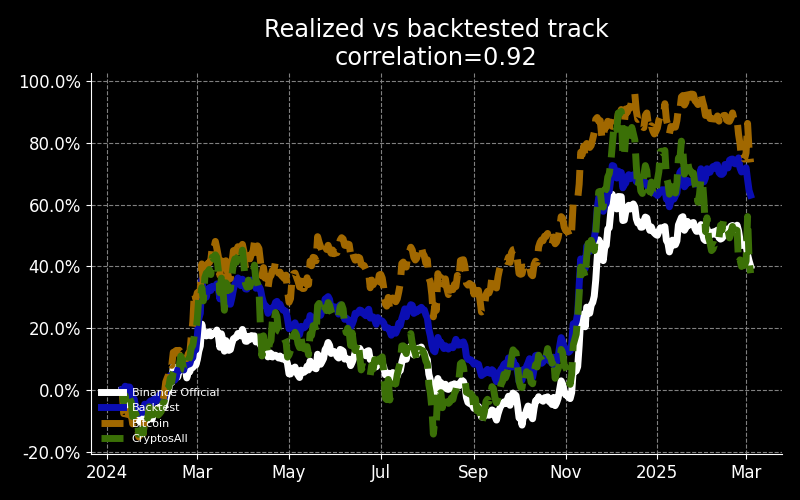 Realized vs backtested track
correlation=0.92
100.0%
80.0%
60.0%
40.0%
20.0%
0.0%
-20.0%
Binance Official
Backtest
Bitcoin
CryptosAll
2024 Mar May Jul Sep Nov 2025 Mar